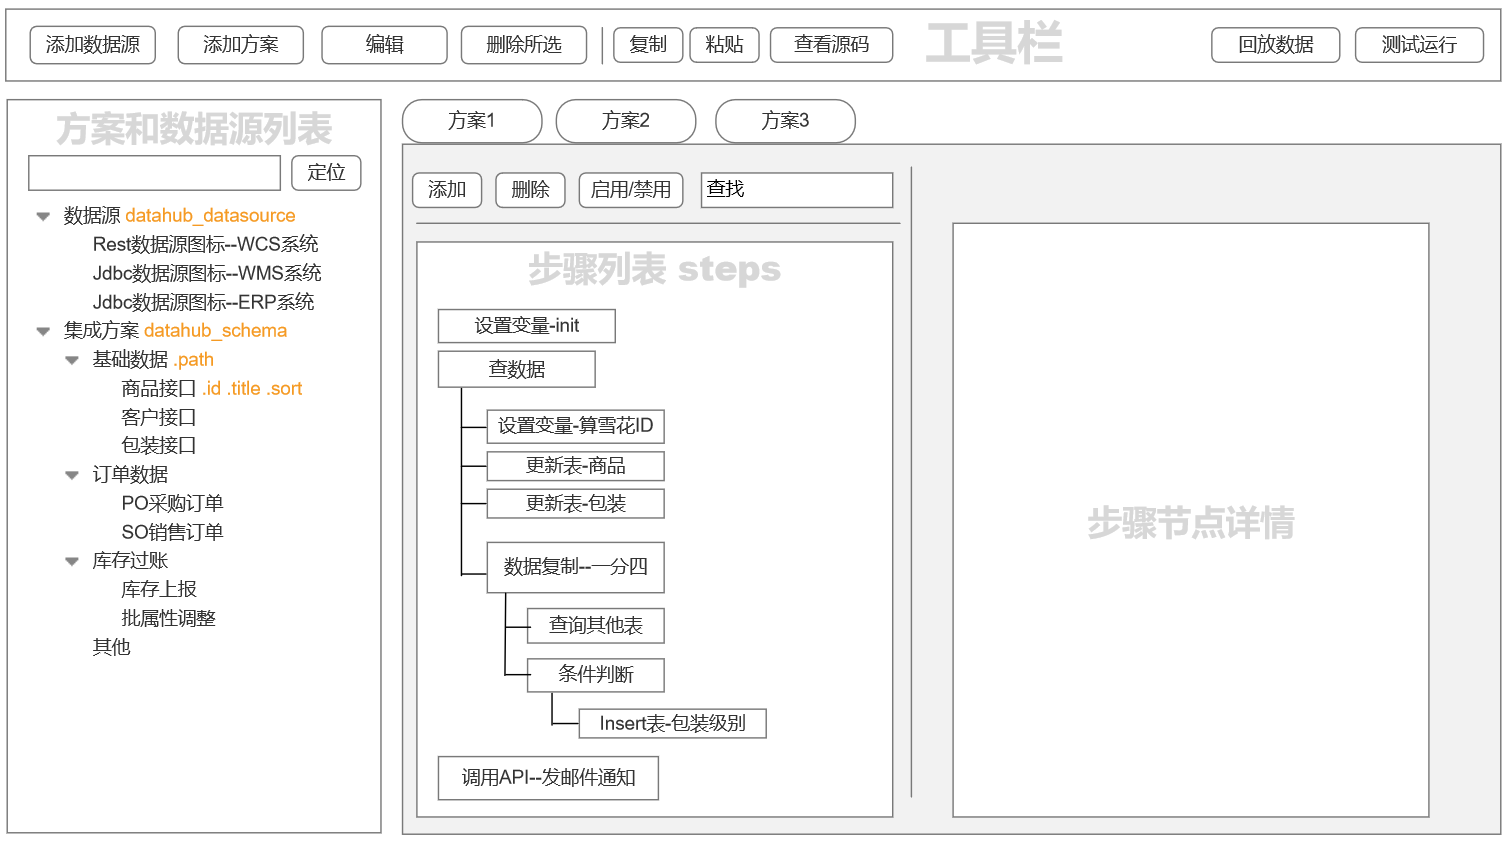 添加数据源 添加方案 编辑 删除所选 复制 粘贴 查看源码 工具栏 回放数据 测试运行
方案和数据源列表
定位
数据源 datahub_datasource
Rest数据源图标--WCS系统
Jdbc数据源图标--WMS系统
Jdbc数据源图标--ERP系统
集成方案 datahub_schema
基础数据 .path
商品接口 .id .title .sort
客户接口
包装接口
订单数据
PO采购订单
SO销售订单
库存过账
库存上报
批属性调整
其他
方案1 方案2 方案3
添加 删除 启用/禁用 查找
步骤列表 steps
设置变量-init
查数据
设置变量-算雪花ID
更新表-商品
更新表-包装
数据复制--一分四
查询其他表
条件判断
Insert表-包装级别
调用API--发邮件通知
步骤节点详情